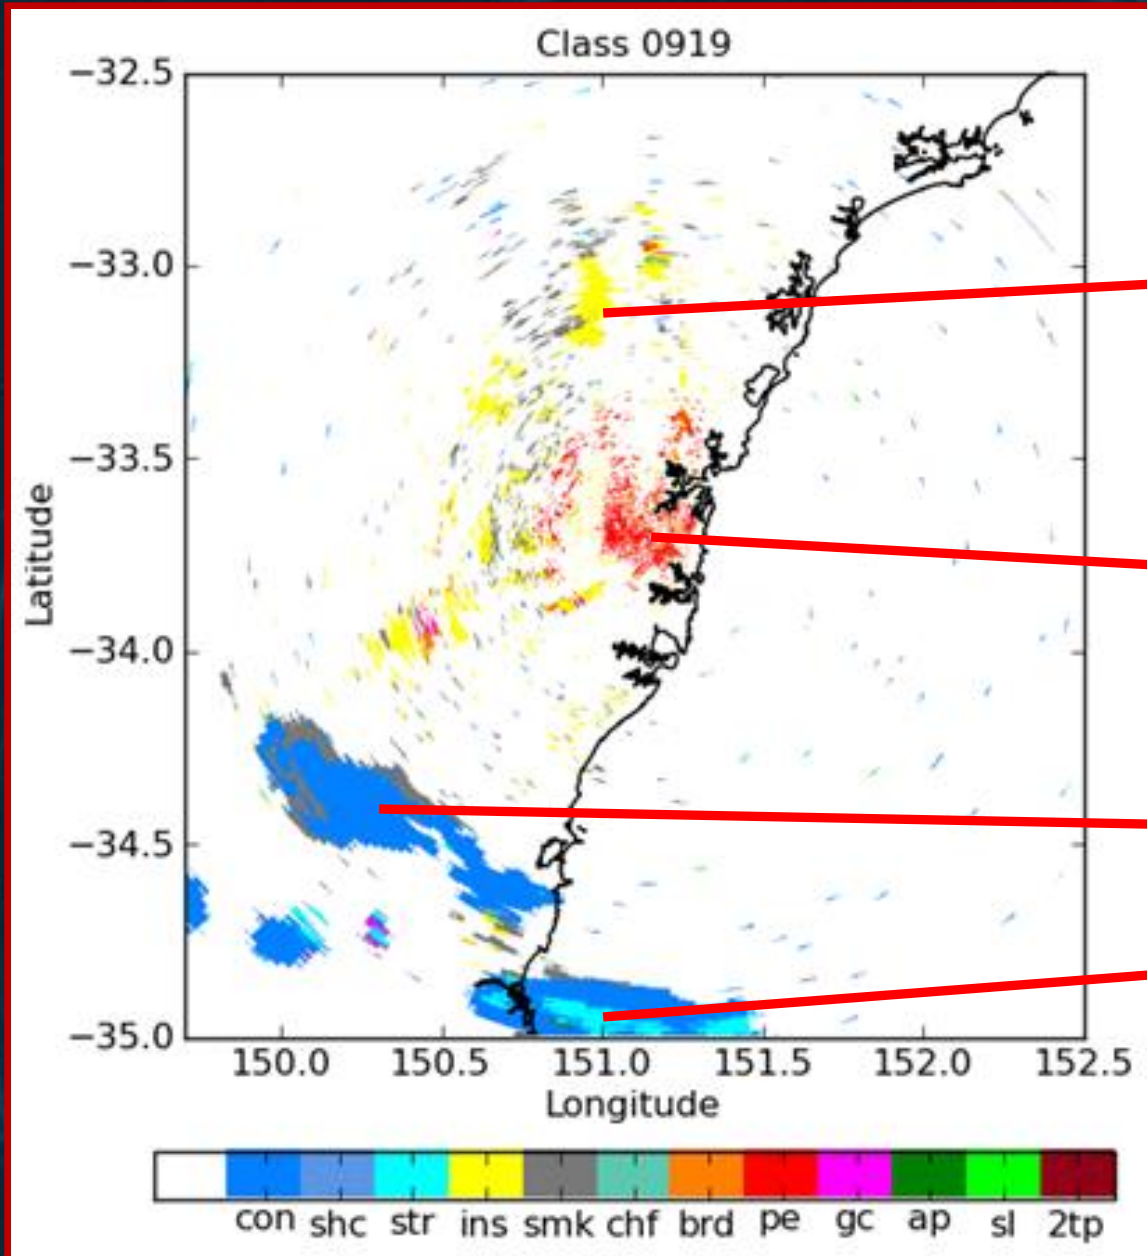 Class 0919
−32.5
−33.0
−33.5
−34.0
−34.5
−35.0
Latitude
150.0 150.5 151.0 151.5 152.0 152.5
Longitude
con shc str ins smk chf brd pe gc ap sl 2tp